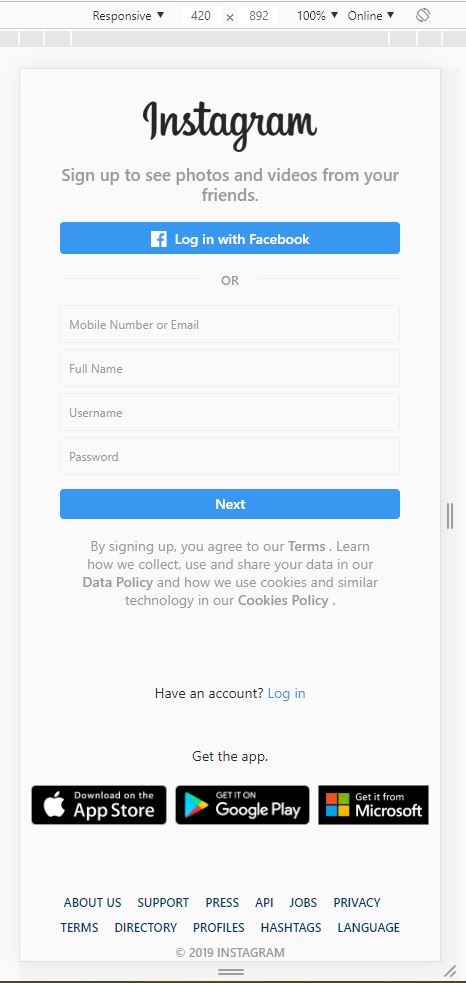 Responsive ▼ 420 × 892 100% ▼ Online ▼
Instagram
Sign up to see photos and videos from your
friends.
Log in with Facebook
OR
Mobile Number or Email
Full Name
Username
Password
Next
By signing up, you agree to our Terms . Learn
how we collect, use and share your data in our
Data Policy and how we use cookies and similar
technology in our Cookies Policy .
Have an account? Log in
Get the app.
Download on the
App Store
GET IT ON
Google Play
Get it from
Microsoft
ABOUT US SUPPORT PRESS API JOBS PRIVACY
TERMS DIRECTORY PROFILES HASHTAGS LANGUAGE
© 2019 INSTAGRAM